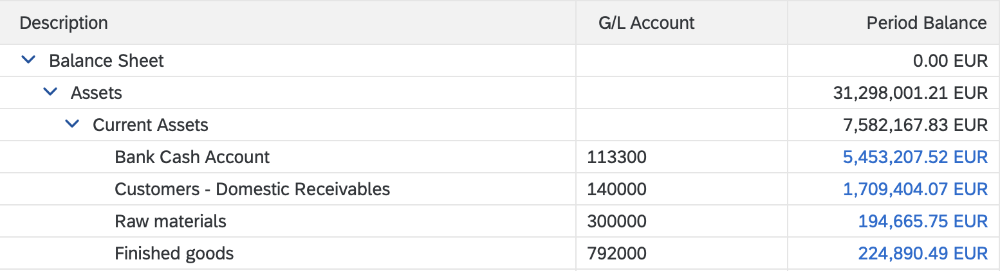 Description G/L Account Period Balance
Balance Sheet 0.00 EUR
Assets 31,298,001.21 EUR
Current Assets 7,582,167.83 EUR
Bank Cash Account 113300 5,453,207.52 EUR
Customers - Domestic Receivables 140000 1,709,404.07 EUR
Raw materials 300000 194,665.75 EUR
Finished goods 792000 224,890.49 EUR